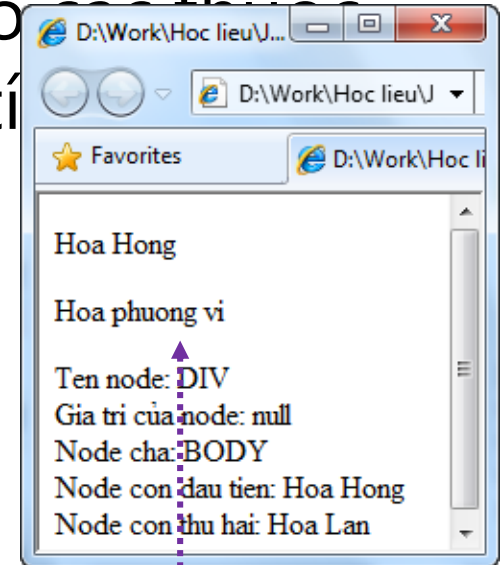 D:\Work\Hoc lieu\J...
tí
D:\Work\Hoc lieu\J
Favorites
D:\Work\Hoc li
Hoa Hong
Hoa phuong vi
Ten node: DIV
Gia tri của node: null
Node cha: BODY
Node con dau tien: Hoa Hong
Node con thu hai: Hoa Lan